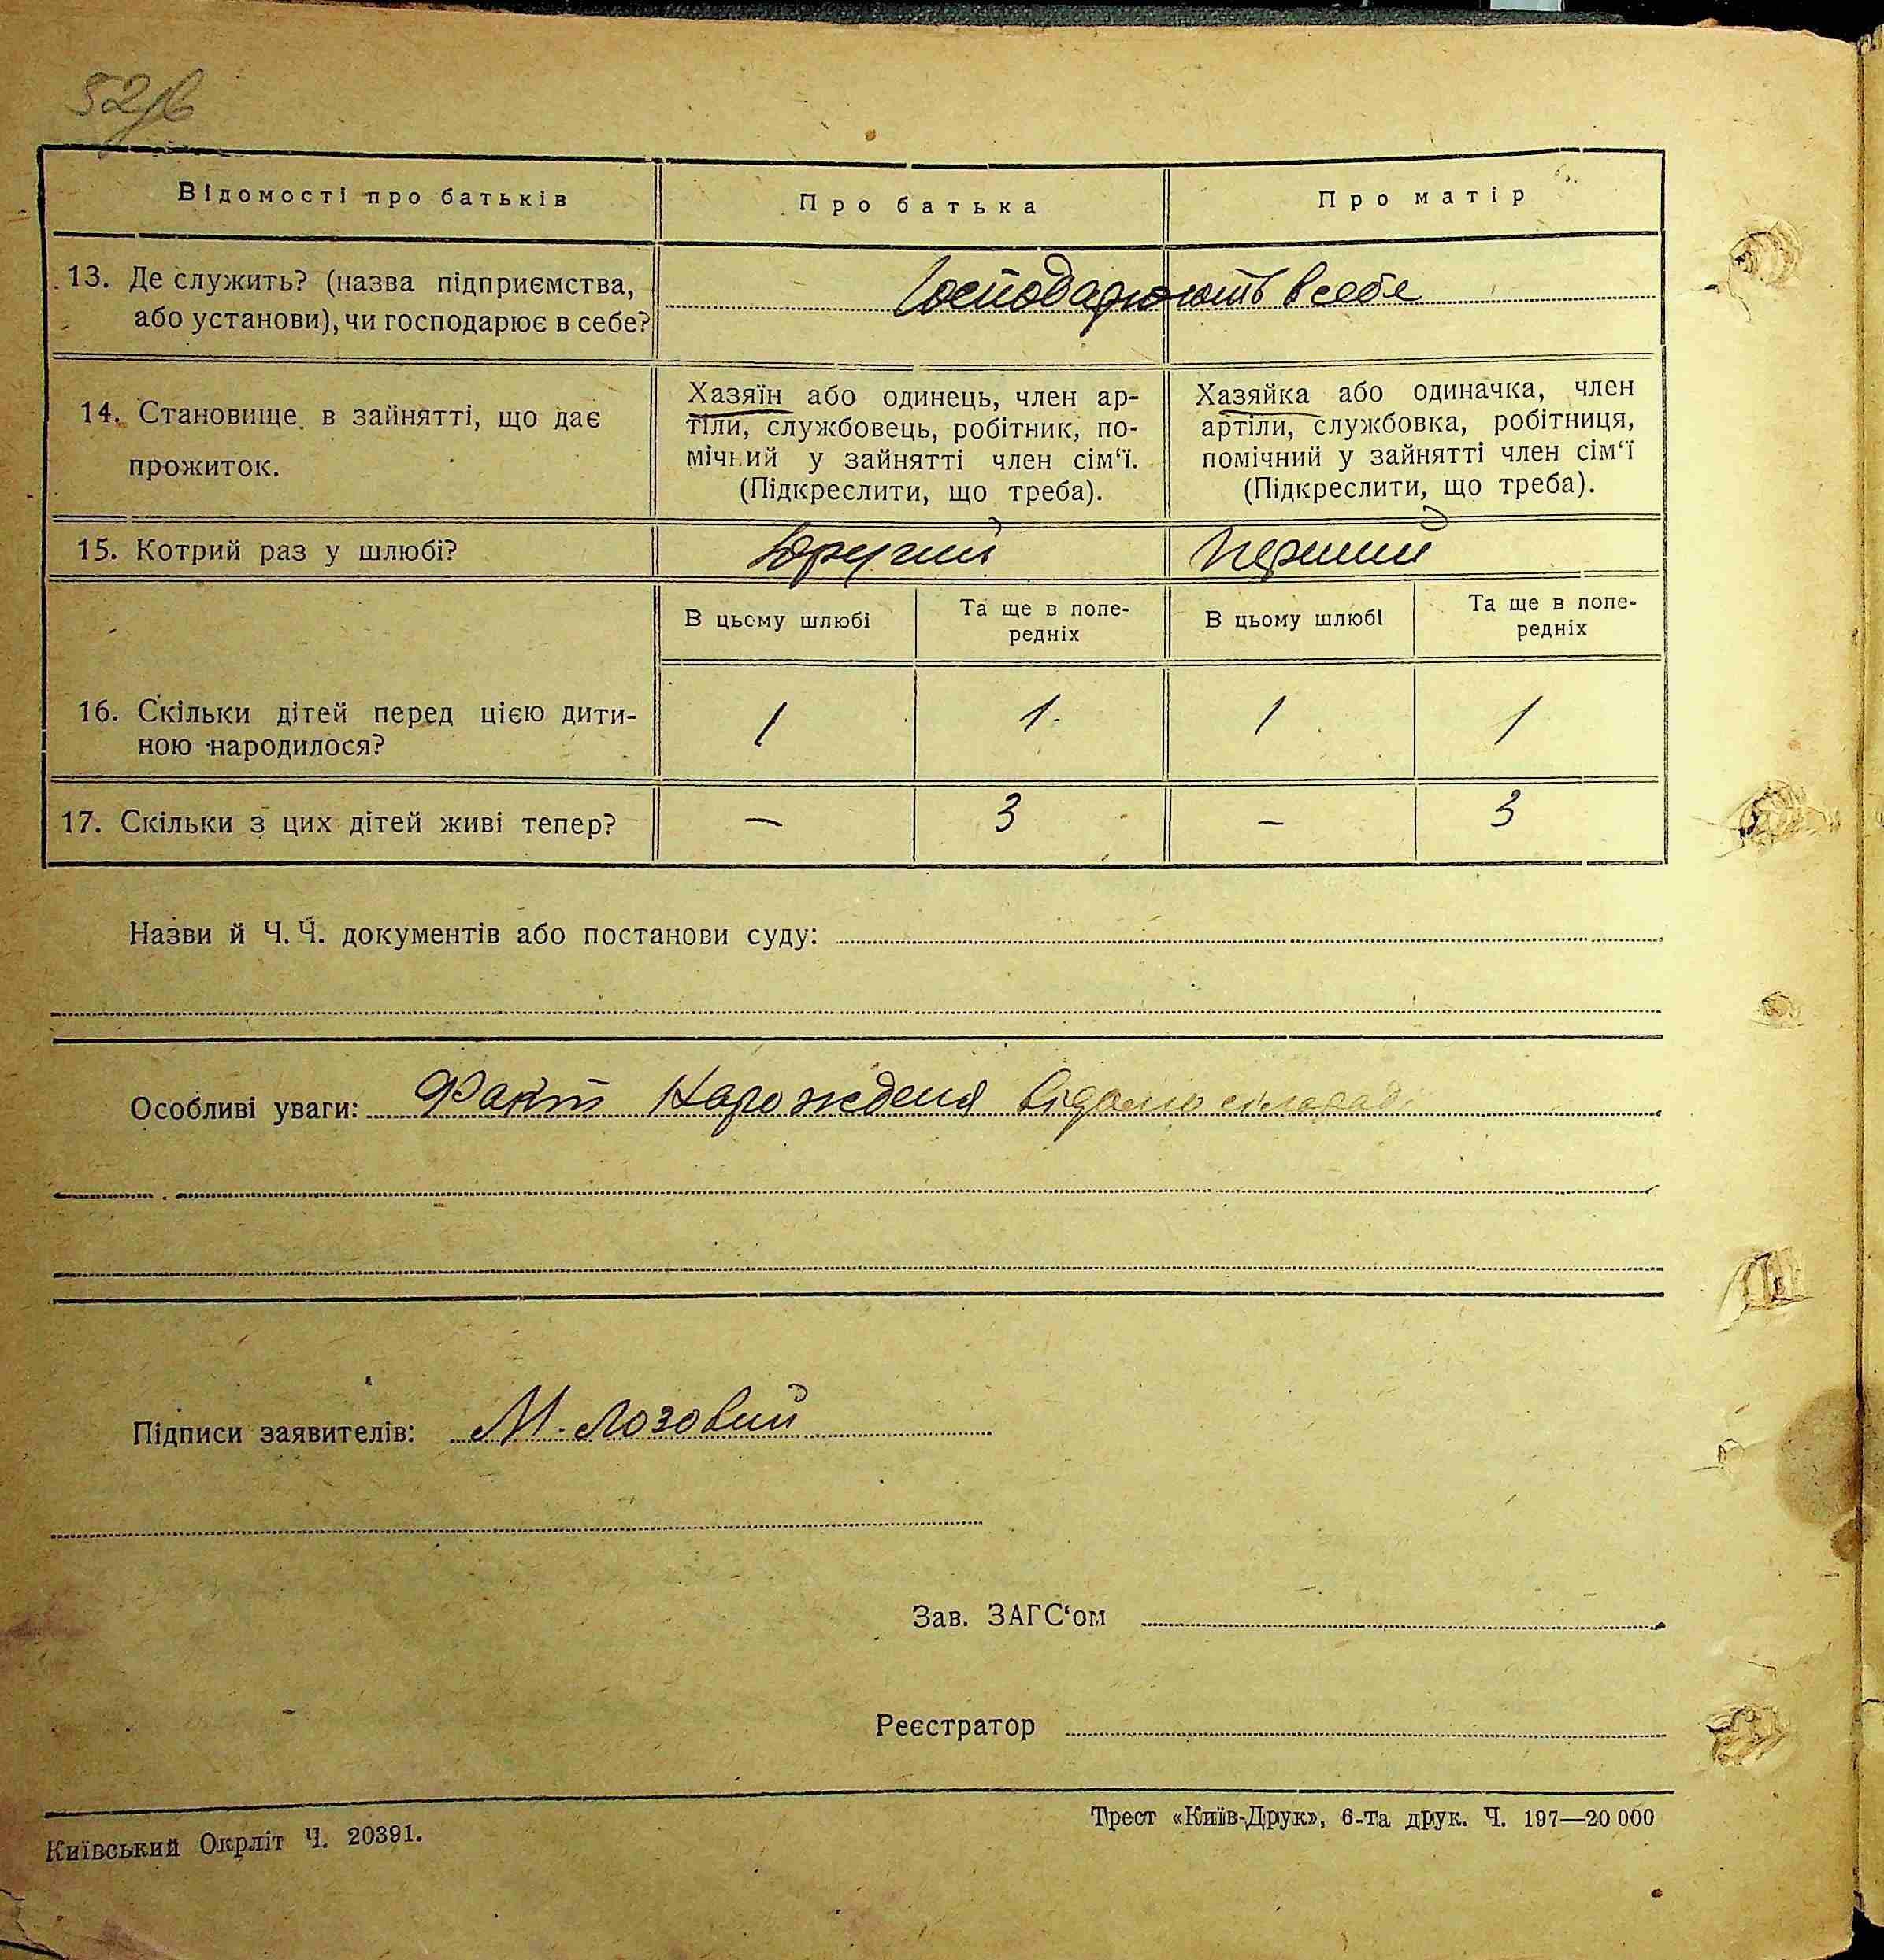 52зв
Відомості про батьків
Про батька
Про матір
13. Де служить? (назва підприємства,
або установи), чи господарює в себе?
Господарюють в себе
14. Становище в зайнятті, що дає
прожиток.
Хазяїн або одинець, член ар-
тіли, службовець, робітник, по-
мічний у зайнятті член сім'ї.
(Підкреслити, що треба).
Хазяйка або одиначка, член
артіли, службовка, робітниця,
помічний у зайнятті член сім'ї
(Підкреслити, що треба).
15. Котрий раз у шлюбі?
Другий
Перший
В цьому шлюбі
Та ще в попе-
редніх
В цьому шлюбі
Та ще в попе-
редніх
16. Скільки дітей перед цією дити-
ною народилося?
1
1
1
1
17. Скільки з цих дітей живі тепер?
—
3
—
3
Назви й Ч. Ч. документів або постанови суду:
Особливі уваги: Факт Нарожденя відомо сільраді
Підписи заявителів: М. Лозовий
Зав. ЗАГС'ом
Реєстратор
Київський Окрліт Ч. 20391.
Трест «Київ-Друк», 6-та друк. Ч. 197—20 000